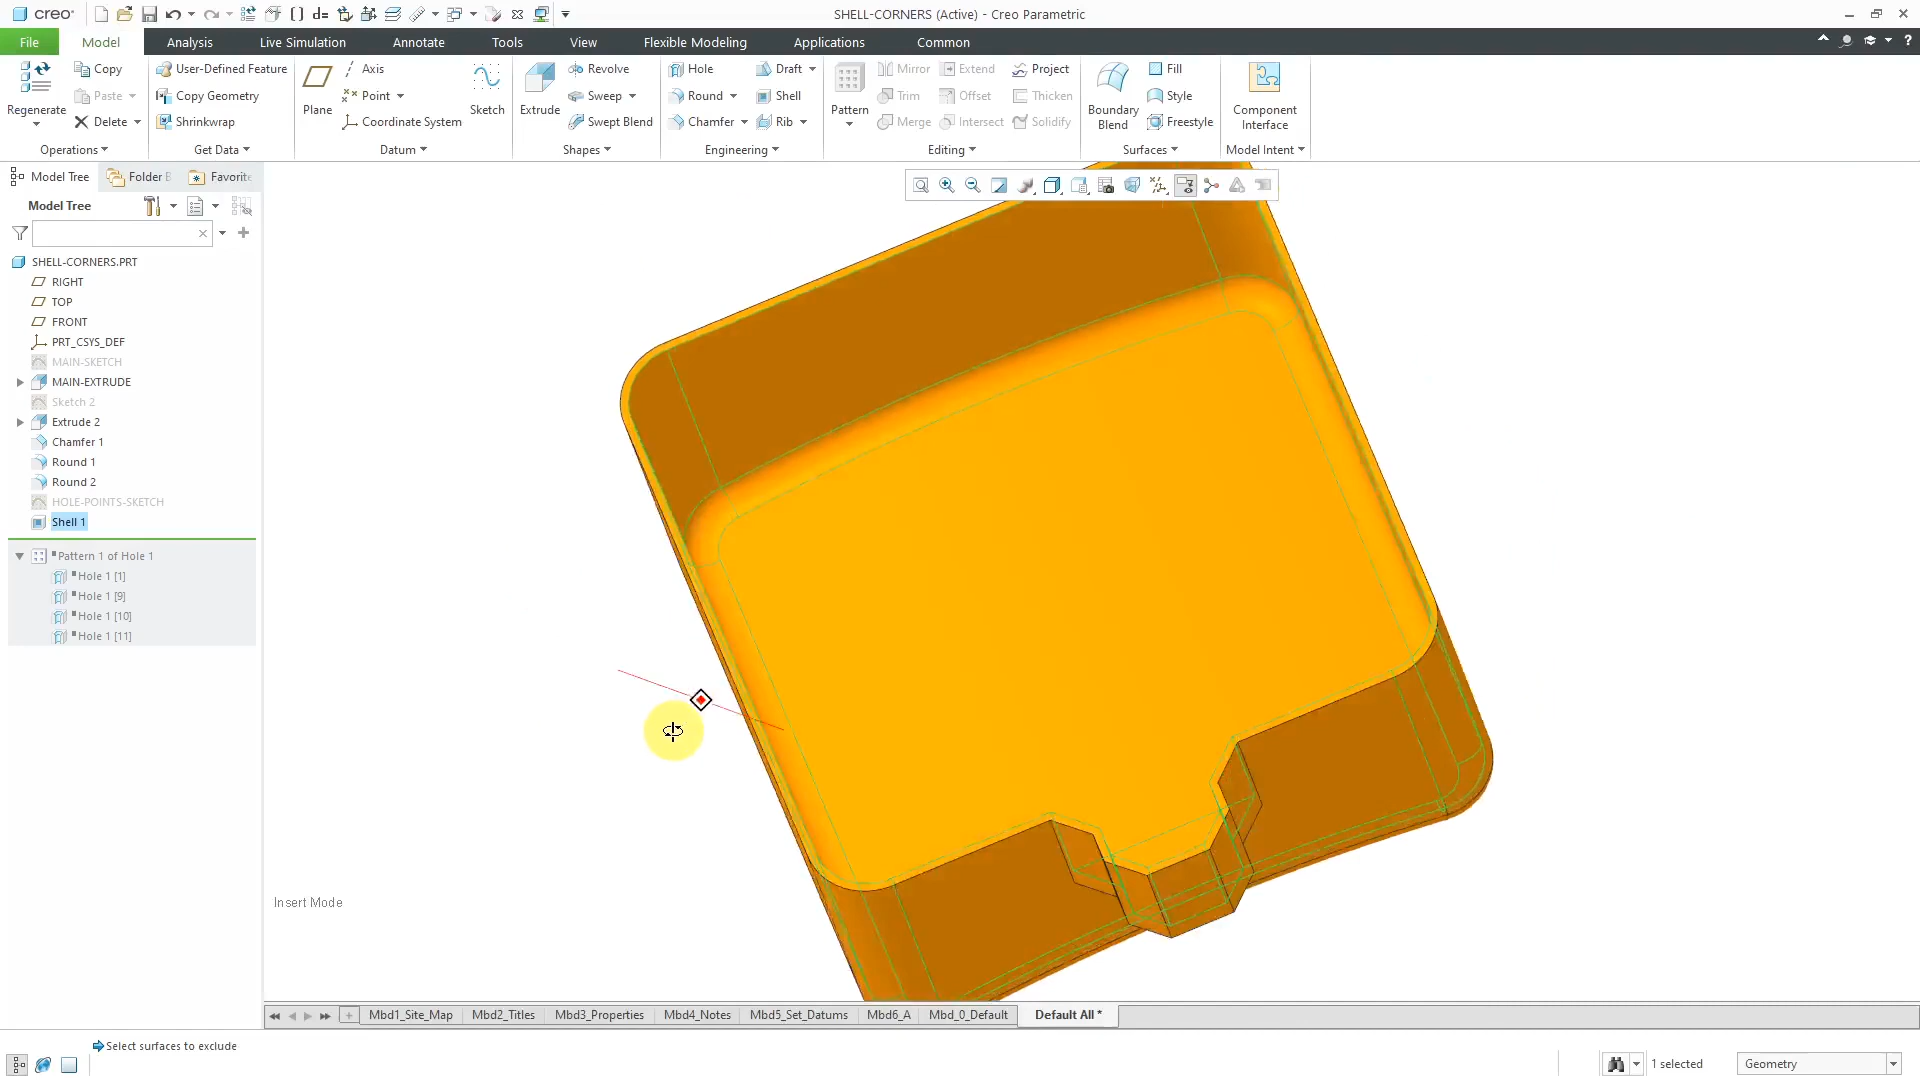 creo
SHELL-CORNERS (Active) - Creo Parametric
File
Model
Analysis
Live Simulation
Annotate
Tools
View
Flexible Modeling
Applications
Common
Regenerate
Copy
Paste
Delete
Operations
User-Defined Feature
Copy Geometry
Shrinkwrap
Get Data
Plane
Axis
Point
Coordinate System
Sketch
Datum
Extrude
Revolve
Sweep
Swept Blend
Shapes
Hole
Round
Chamfer
Draft
Shell
Rib
Engineering
Pattern
Mirror
Trim
Merge
Extend
Offset
Intersect
Project
Thicken
Solidify
Editing
Boundary
Blend
Fill
Style
Freestyle
Surfaces
Component
Interface
Model Intent
Model Tree
Folder B
Favorite
Model Tree
SHELL-CORNERS.PRT
RIGHT
TOP
FRONT
PRT_CSYS_DEF
MAIN-SKETCH
MAIN-EXTRUDE
Sketch 2
Extrude 2
Chamfer 1
Round 1
Round 2
HOLE-POINTS-SKETCH
Shell 1
Pattern 1 of Hole 1
Hole 1 [1]
Hole 1 [9]
Hole 1 [10]
Hole 1 [11]
Insert Mode
Mbd1_Site_Map
Mbd2_Titles
Mbd3_Properties
Mbd4_Notes
Mbd5_Set_Datums
Mbd6_A
Mbd_0_Default
Default All *
Select surfaces to exclude
1 selected
Geometry